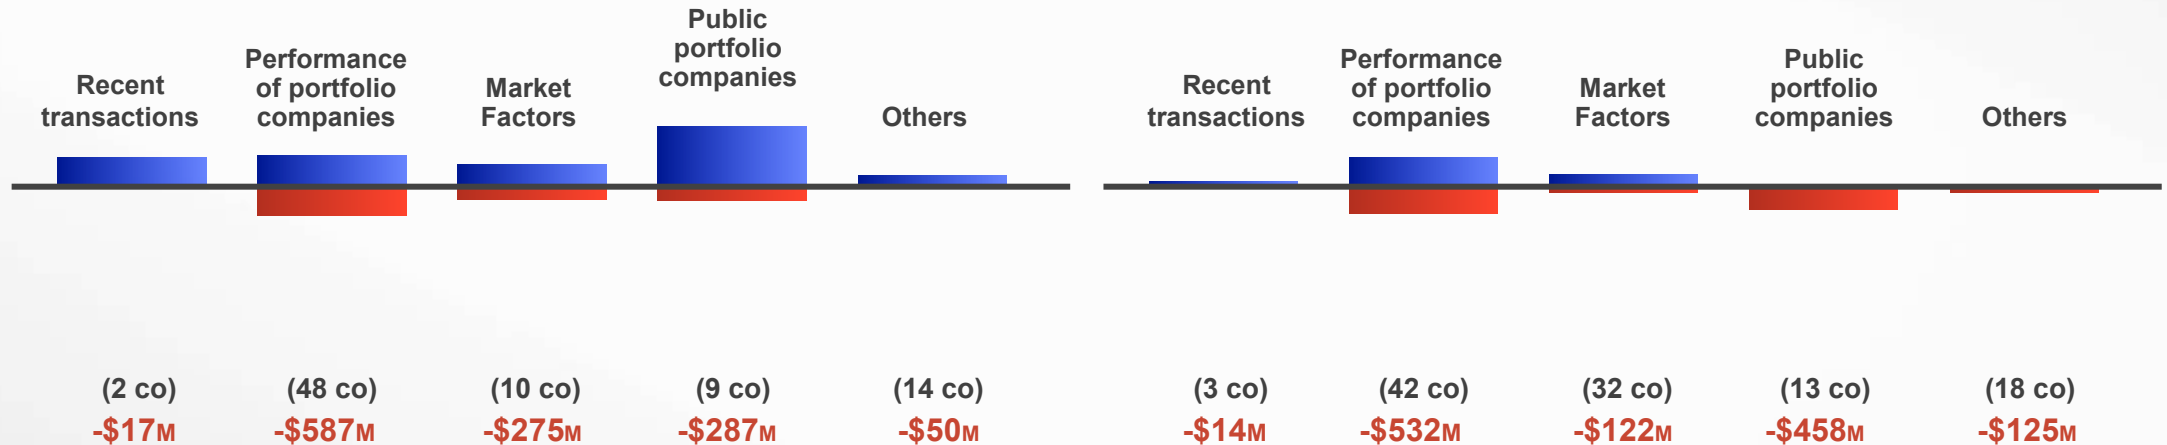 Recent
transactions
Performance
of portfolio
companies
Market
Factors
Public
portfolio
companies
Others
Recent
transactions
Performance
of portfolio
companies
Market
Factors
Public
portfolio
companies
Others
(2 co)
(48 co)
(10 co)
(9 co)
(14 co)
(3 co)
(42 co)
(32 co)
(13 co)
(18 co)
-$17M
-$587M
-$275M
-$287M
-$50M
-$14M
-$532M
-$122M
-$458M
-$125M